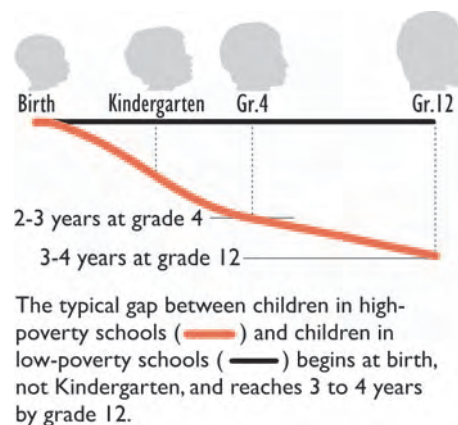 Birth Kindergarten Gr.4 Gr.12
2-3 years at grade 4
3-4 years at grade 12
The typical gap between children in high-
poverty schools ( ) and children in
low-poverty schools ( ) begins at birth,
not Kindergarten, and reaches 3 to 4 years
by grade 12.